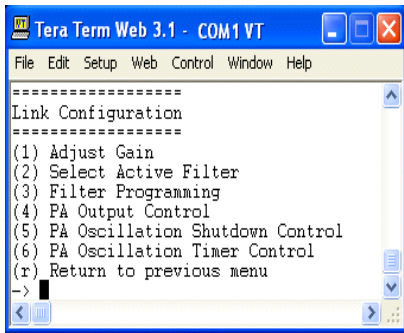 Tera Term Web 3.1 - COM1 VT
File Edit Setup Web Control Window Help
===================
Link Configuration
===================
(1) Adjust Gain
(2) Select Active Filter
(3) Filter Programming
(4) PA Output Control
(5) PA Oscillation Shutdown Control
(6) PA Oscillation Timer Control
(r) Return to previous menu
->